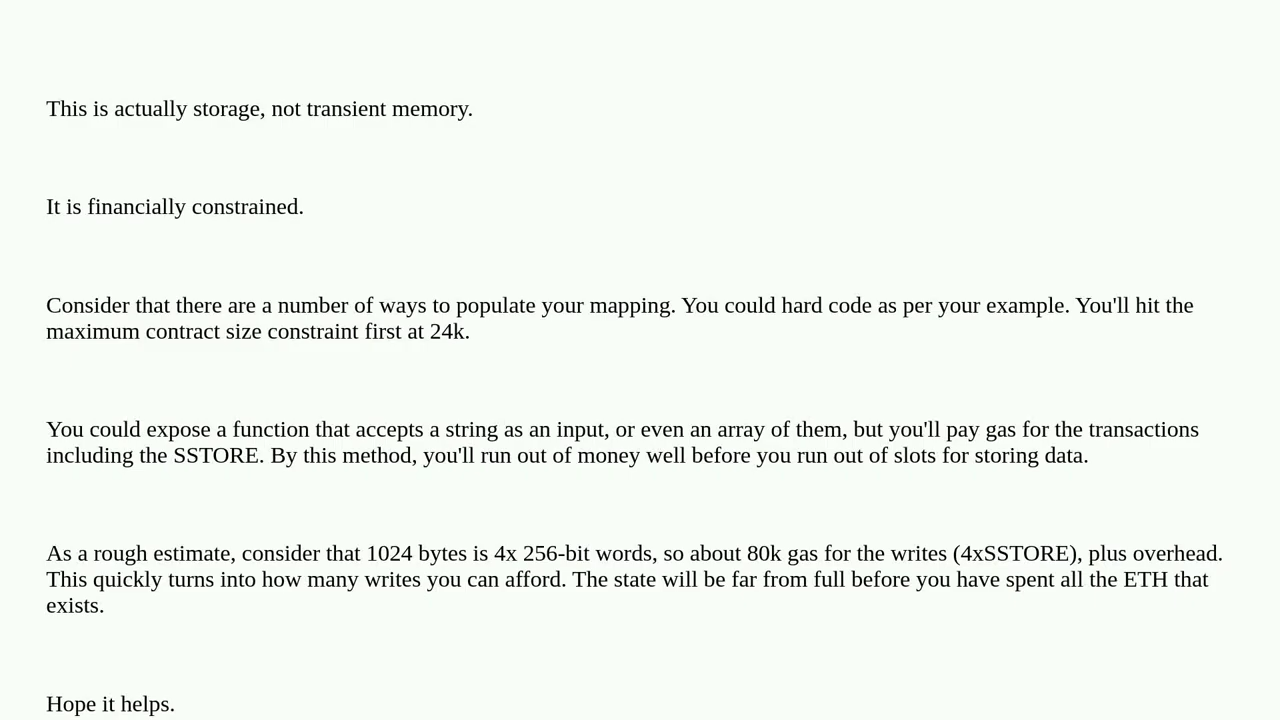 This is actually storage, not transient memory.
It is financially constrained.
Consider that there are a number of ways to populate your mapping. You could hard code as per your example. You'll hit the
maximum contract size constraint first at 24k.
You could expose a function that accepts a string as an input, or even an array of them, but you'll pay gas for the transactions
including the SSTORE. By this method, you'll run out of money well before you run out of slots for storing data.
As a rough estimate, consider that 1024 bytes is 4x 256-bit words, so about 80k gas for the writes (4xSSTORE), plus overhead.
This quickly turns into how many writes you can afford. The state will be far from full before you have spent all the ETH that
exists.
Hope it helps.